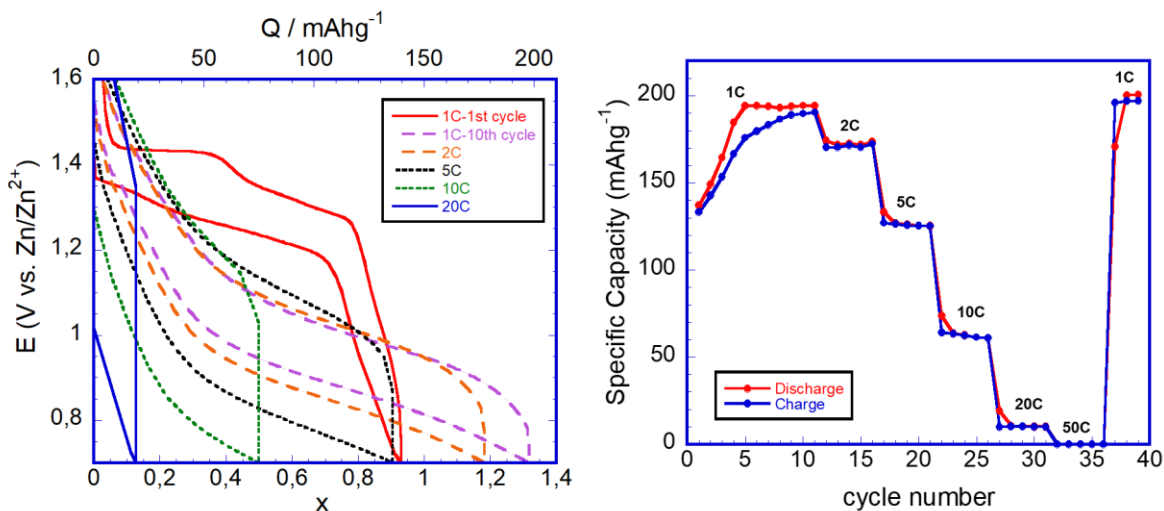 Q / mAhg-1
0 50 100 150 200
E (V vs. Zn/Zn2+)
1,6
1,4
1,2
1
0,8
1C-1st cycle
1C-10th cycle
2C
5C
10C
20C
0 0,2 0,4 0,6 0,8 1 1,2 1,4
x
Specific Capacity (mAhg-1)
200
150
100
50
0
1C
2C
5C
10C
20C
50C
1C
Discharge
Charge
0 5 10 15 20 25 30 35 40
cycle number